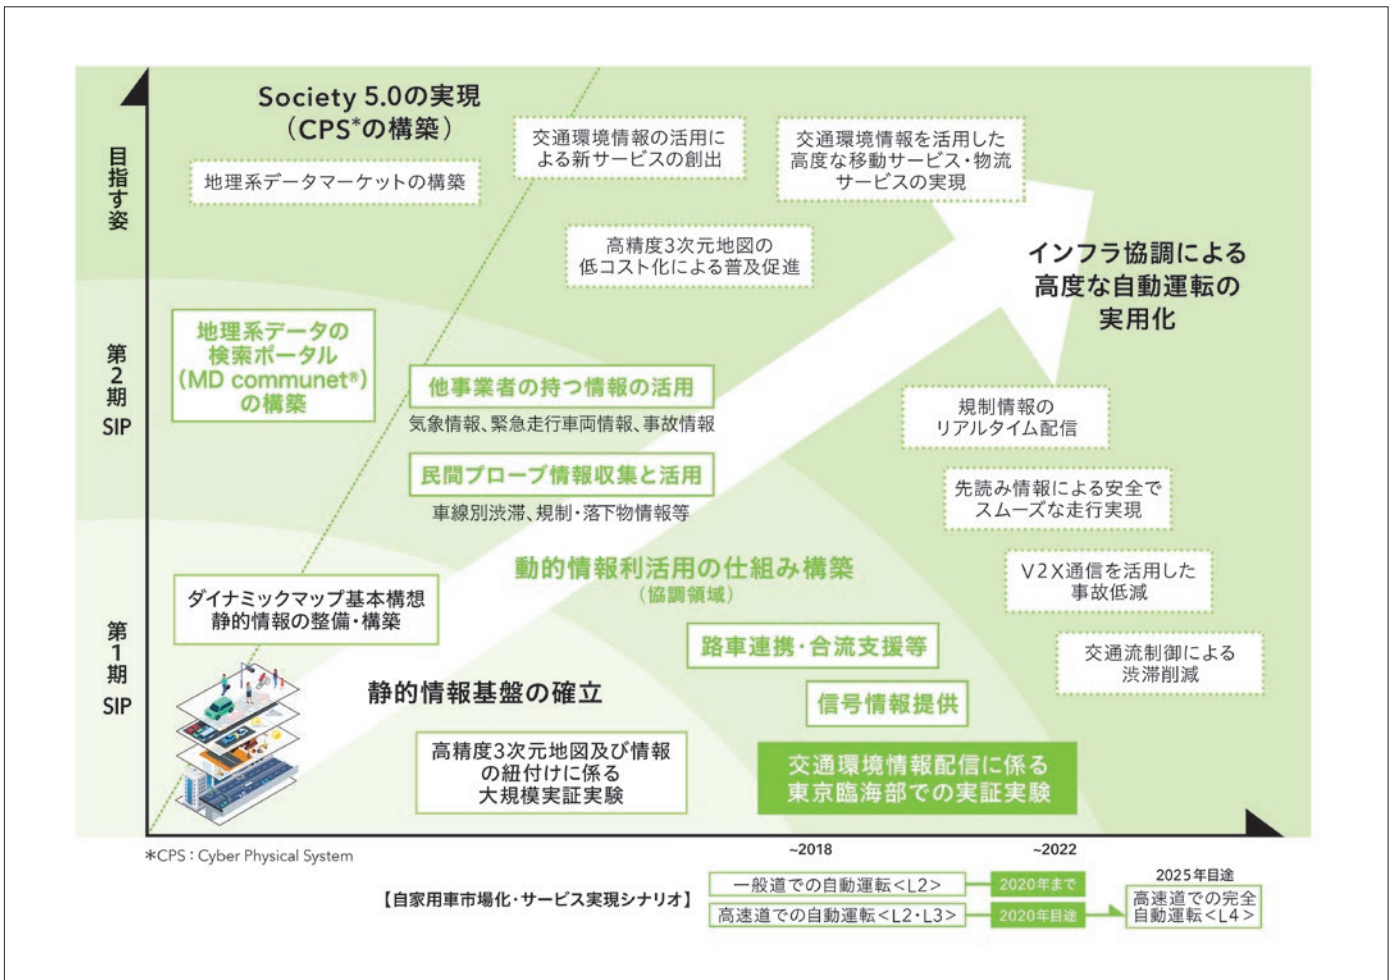 Society 5.0の実現
（CPS*の構築）
目指す姿
地理系データマーケットの構築
交通環境情報の活用に
よる新サービスの創出
交通環境情報を活用した
高度な移動サービス・物流
サービスの実現
高精度3次元地図の
低コスト化による普及促進
インフラ協調による
高度な自動運転の
実用化
第2期
SIP
地理系データの
検索ポータル
(MD communet®)
の構築
他事業者の持つ情報の活用
気象情報、緊急走行車両情報、事故情報
民間プローブ情報収集と活用
車線別渋滞、規制・落下物情報等
規制情報の
リアルタイム配信
先読み情報による安全で
スムーズな走行実現
動的情報利活用の仕組み構築
（協調領域）
V2X通信を活用した
事故低減
第1期
SIP
ダイナミックマップ基本構想
静的情報の整備・構築
路車連携・合流支援等
交通流制御による
渋滞削減
静的情報基盤の確立
信号情報提供
高精度3次元地図及び情報
の紐付けに係る
大規模実証実験
交通環境情報配信に係る
東京臨海部での実証実験
~2018
~2022
*CPS：Cyber Physical System
【自家用車市場化・サービス実現シナリオ】
一般道での自動運転<L2>
2020年まで
高速道での自動運転<L2・L3>
2020年目途
2025年目途
高速道での完全
自動運転<L4>